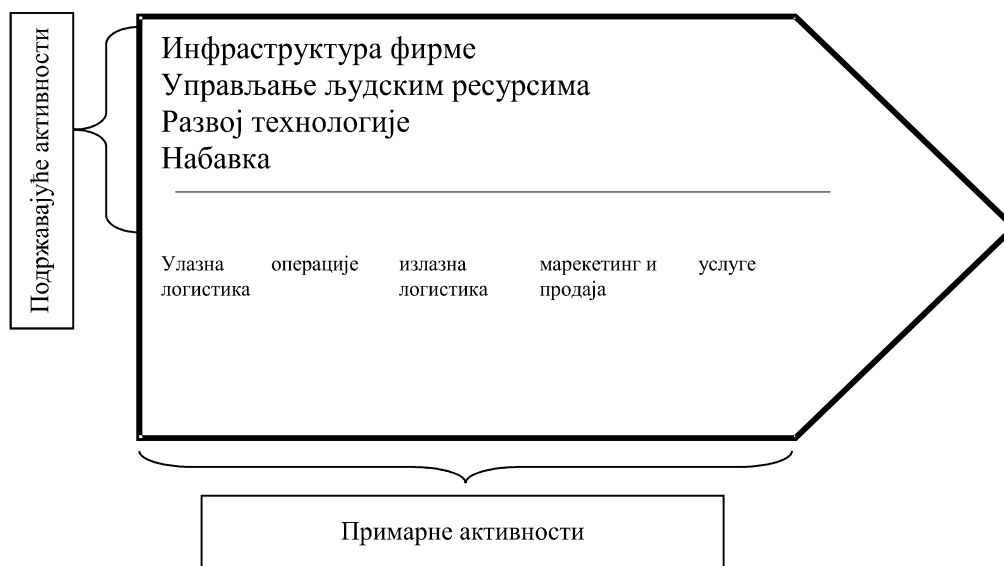 Подржавајуће активности
Инфраструктура фирме
Управљање људским ресурсима
Развој технологије
Набавка
Улазна логистика
операције
излазна логистика
марекетинг и продаја
услуге
Примарне активности